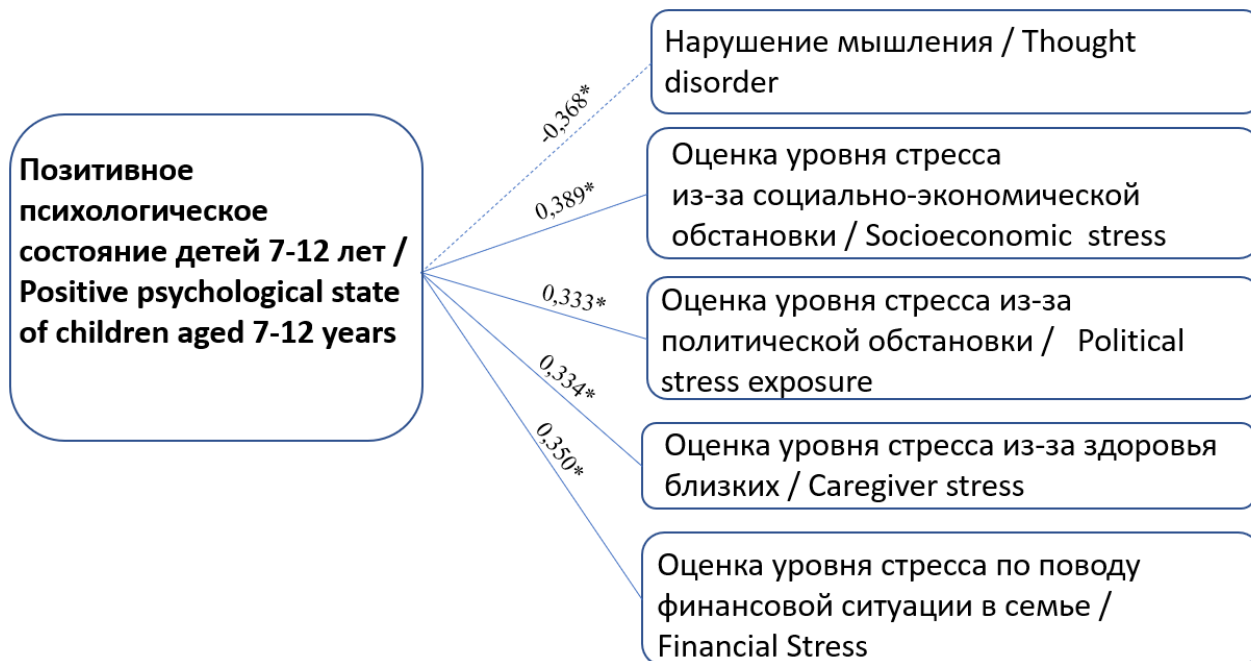 Позитивное
психологическое
состояние детей 7-12 лет /
Positive psychological state
of children aged 7-12 years
-0,368*
0,389*
0,333*
0,334*
0,350*
Нарушение мышления / Thought
disorder
Оценка уровня стресса
из-за социально-экономической
обстановки / Socioeconomic stress
Оценка уровня стресса из-за
политической обстановки / Political
stress exposure
Оценка уровня стресса из-за здоровья
близких / Caregiver stress
Оценка уровня стресса по поводу
финансовой ситуации в семье /
Financial Stress